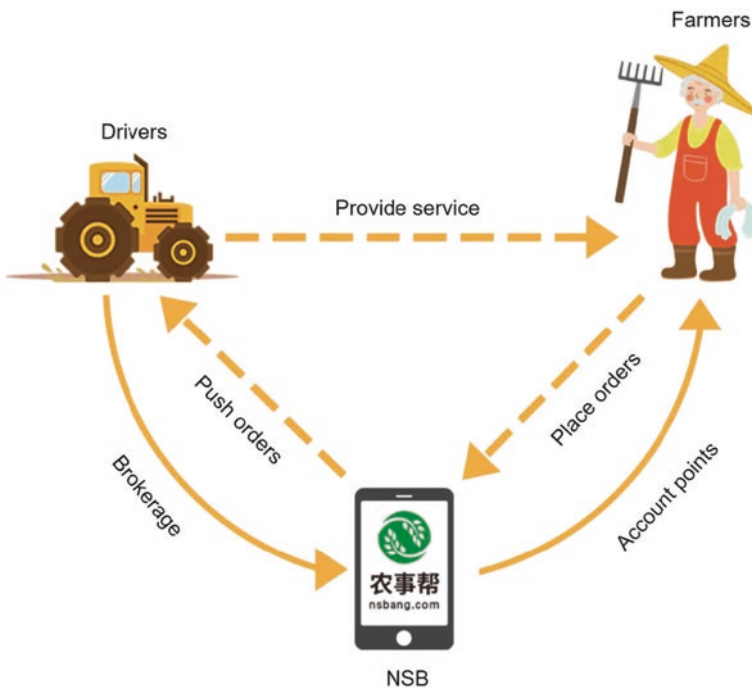 Farmers
Drivers
Provide service
Push orders
Place orders
Brokerage
Account points
农事帮
nsbang.com
NSB